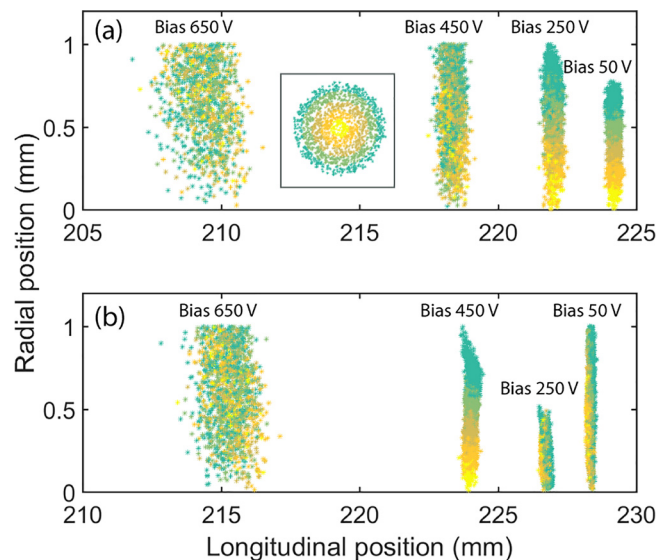 (a)
Bias 650 V
Bias 450 V
Bias 250 V
Bias 50 V
1
0.5
0
205
210
215
220
225
Radial position (mm)
(b)
Bias 650 V
Bias 450 V
Bias 50 V
Bias 250 V
1
0.5
0
210
215
220
225
230
Longitudinal position (mm)